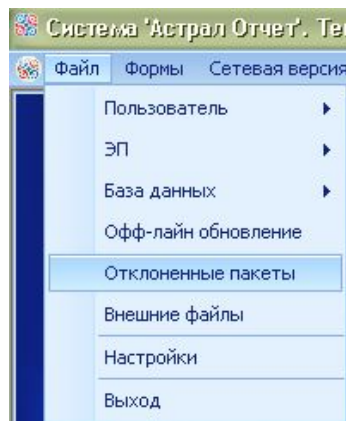 Система 'Астрал Отчет'. Те
Файл Формы Сетевая версия
Пользователь
ЭП
База данных
Офф-лайн обновление
Отклоненные пакеты
Внешние файлы
Настройки
Выход